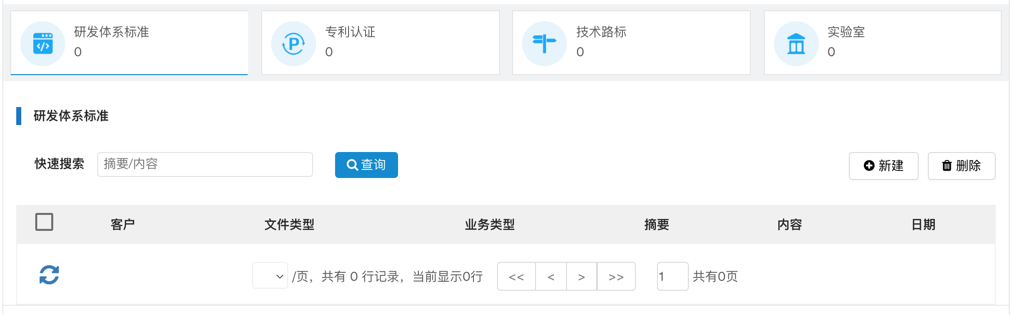 研发体系标准
0
专利认证
0
技术路标
0
实验室
0
研发体系标准
快速搜索 摘要/内容 查询 新建 删除
客户 文件类型 业务类型 摘要 内容 日期
/页，共有 0 行记录，当前显示0行 << < > >> 1 共有0页